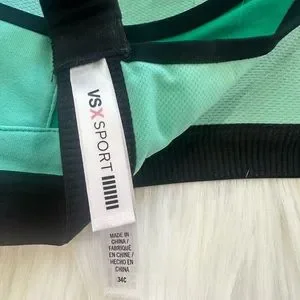 VSX SPORT
MADE IN
CHINA / FABRIQUÉ
EN CHINE /
HECHO EN
CHINA
34C